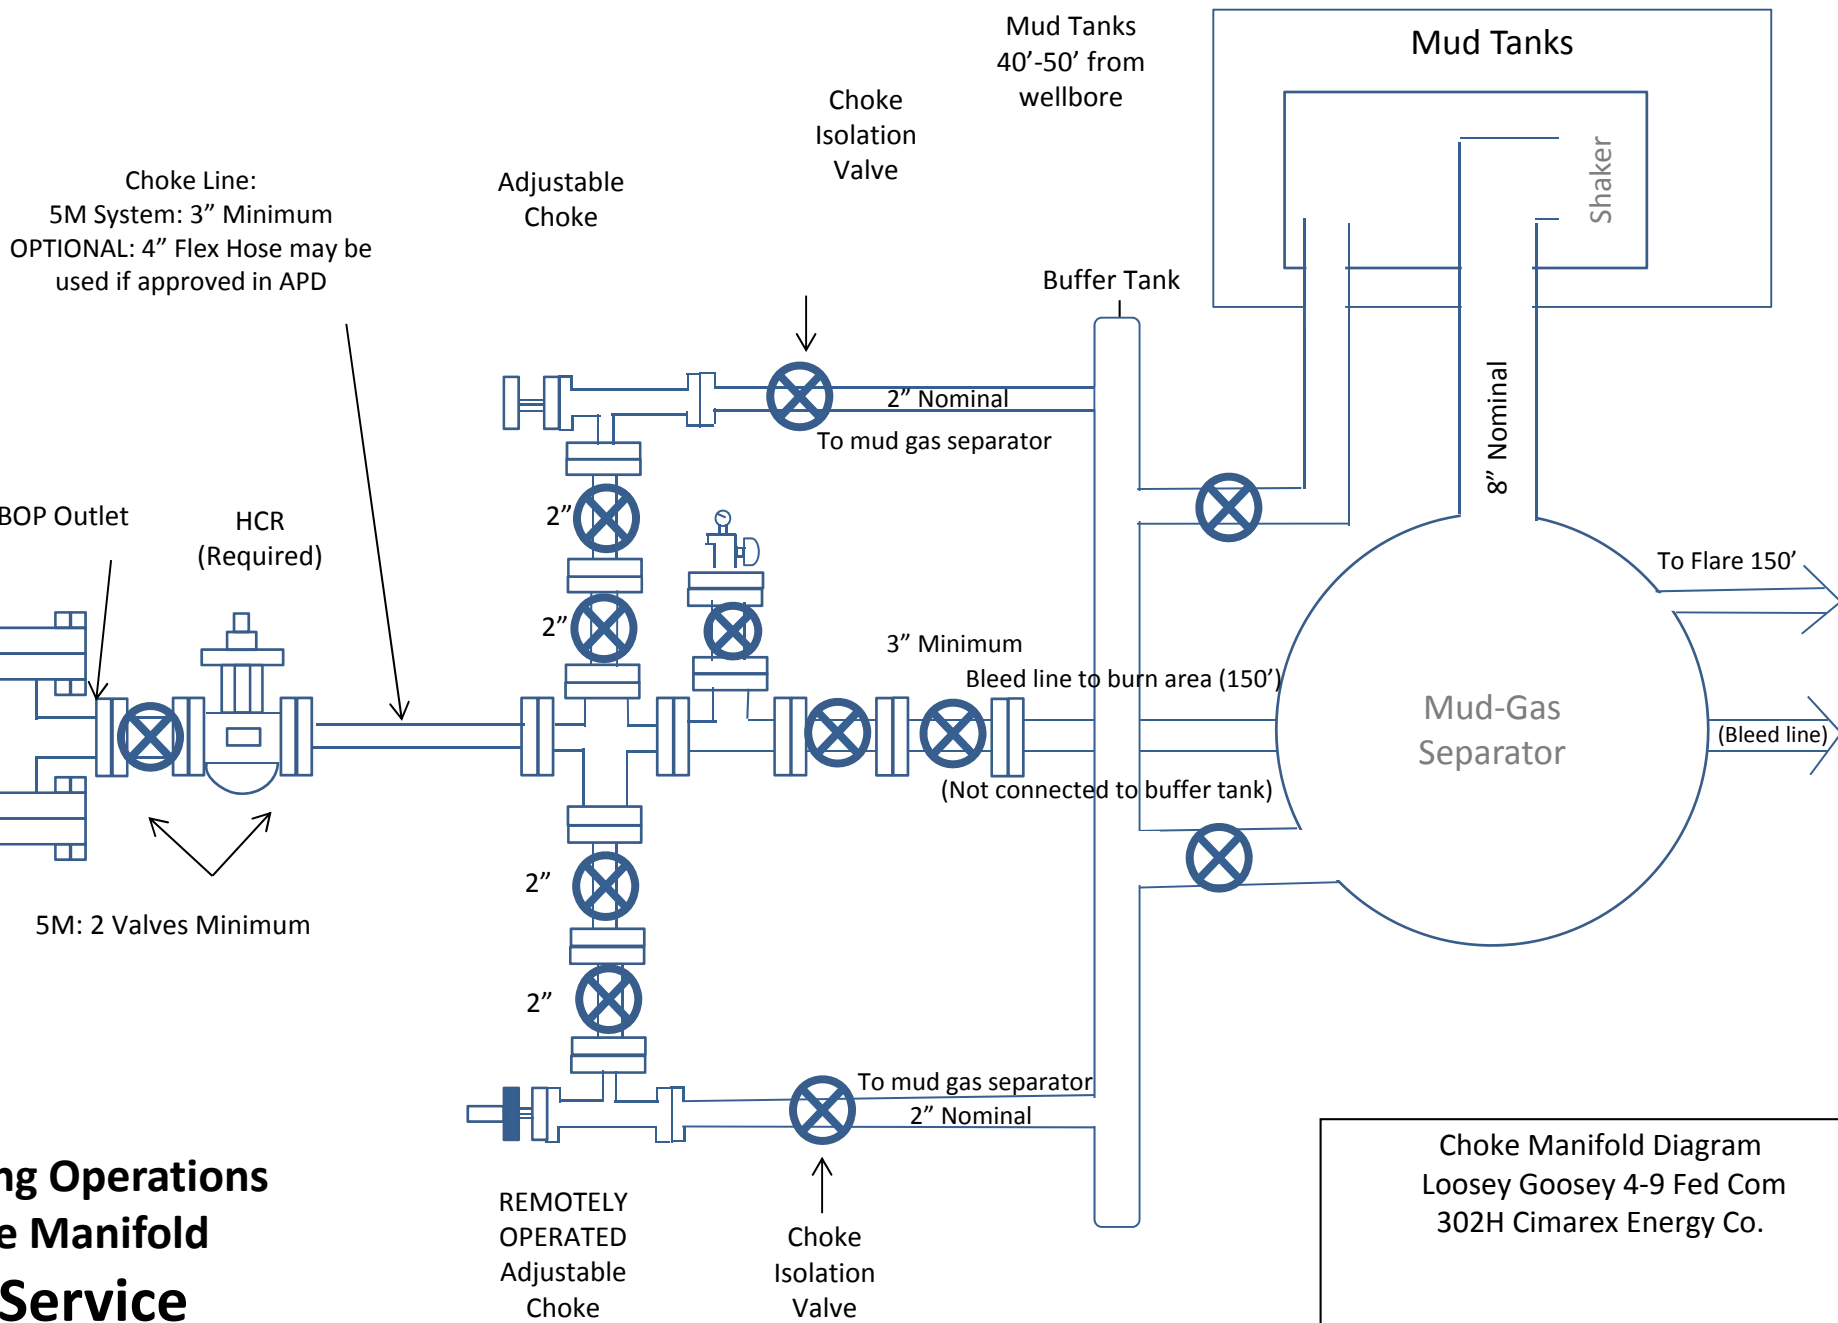 Mud Tanks
40’-50’ from
wellbore
Mud Tanks
Choke
Isolation
Valve
Shaker
Choke Line:
5M System: 3” Minimum
OPTIONAL: 4” Flex Hose may be
used if approved in APD
Adjustable
Choke
Buffer Tank
2” Nominal
To mud gas separator
8” Nominal
BOP Outlet
HCR
(Required)
2”
2”
To Flare 150’
3” Minimum
Bleed line to burn area (150’)
Mud-Gas
Separator
(Bleed line)
(Not connected to buffer tank)
5M: 2 Valves Minimum
2”
2”
To mud gas separator
2” Nominal
ng Operations
e Manifold
Service
REMOTELY
OPERATED
Adjustable
Choke
Choke
Isolation
Valve
Choke Manifold Diagram
Loosey Goosey 4-9 Fed Com
302H Cimarex Energy Co.